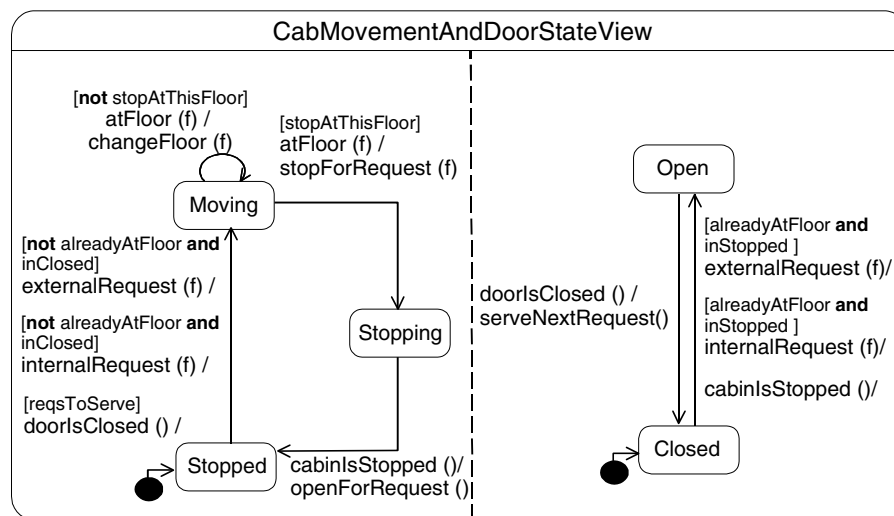 CabMovementAndDoorStateView
[not stopAtThisFloor]
atFloor (f) /
changeFloor (f)
[stopAtThisFloor]
atFloor (f) /
stopForRequest (f)
Moving
[not alreadyAtFloor and
inClosed]
externalRequest (f) /
[not alreadyAtFloor and
inClosed]
internalRequest (f) /
[reqsToServe]
doorIsClosed () /
Stopping
Stopped
cabinIsStopped ()/
openForRequest ()
Open
doorIsClosed () /
serveNextRequest()
[alreadyAtFloor and
inStopped ]
externalRequest (f)/
[alreadyAtFloor and
inStopped ]
internalRequest (f)/
cabinIsStopped ()/
Closed